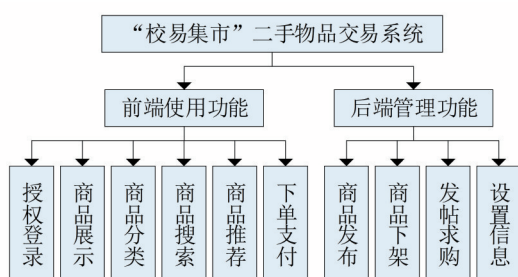 “校易集市”二手物品交易系统
前端使用功能
后端管理功能
授权登录
商品展示
商品分类
商品搜索
商品推荐
下单支付
商品发布
商品下架
发帖求购
设置信息